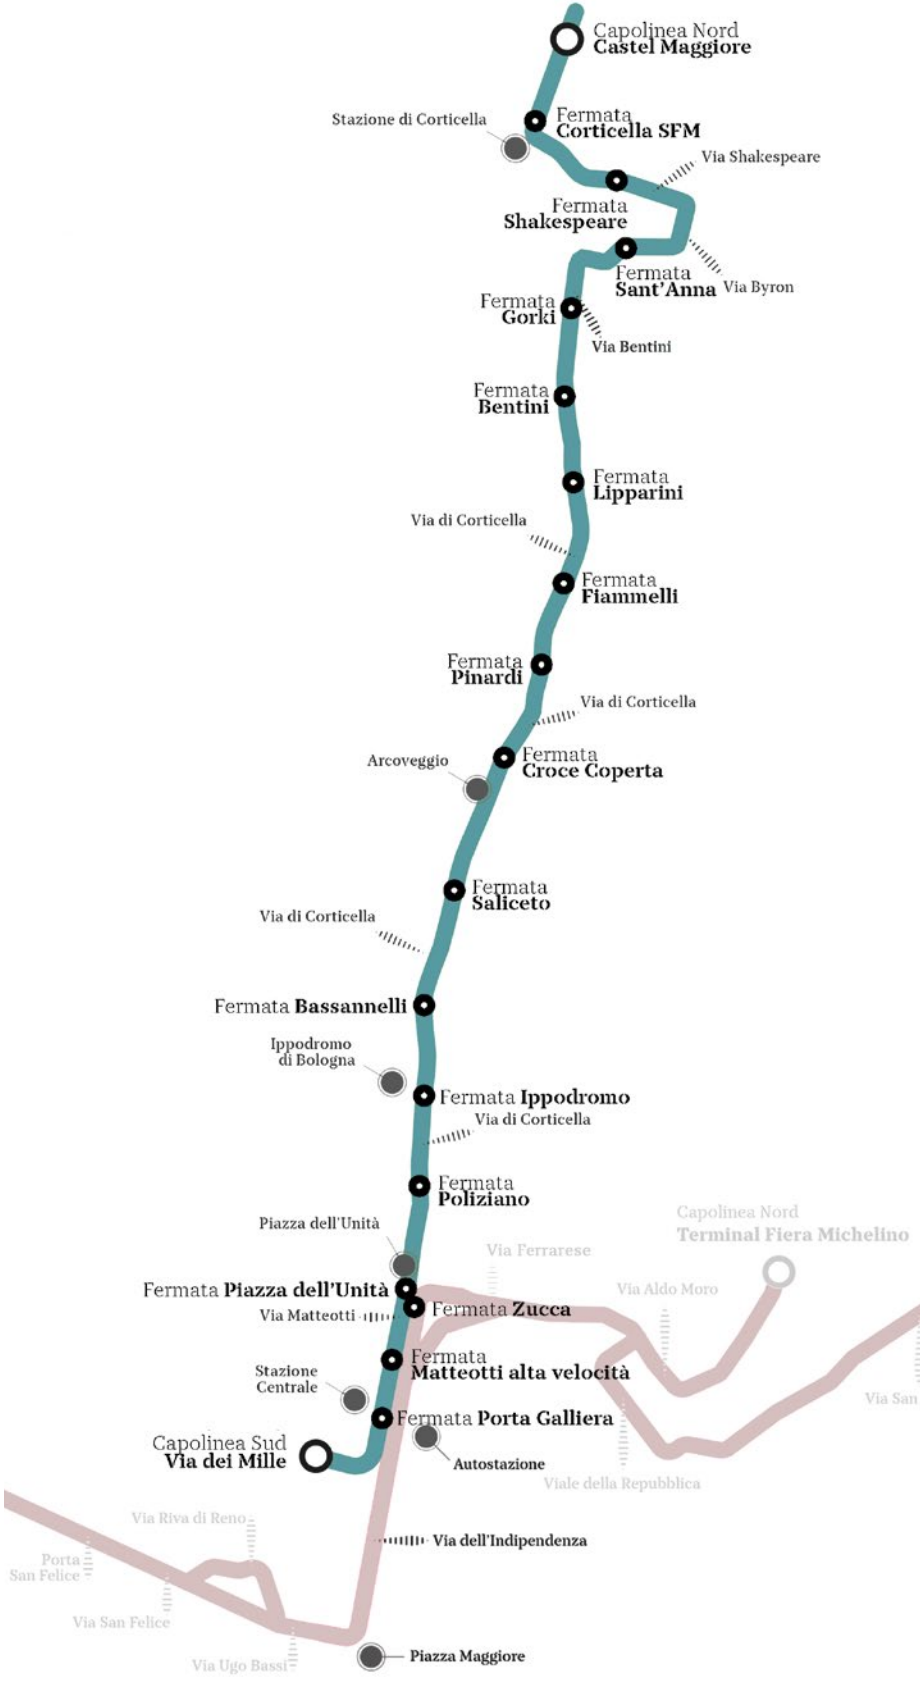 Capolinea Nord
Castel Maggiore
Fermata
Corticella SFM
Stazione di Corticella
Via Shakespeare
Fermata
Shakespeare
Fermata
Sant'Anna
Via Byron
Fermata
Gorki
Via Bentini
Fermata
Bentini
Fermata
Lipparini
Via di Corticella
Fermata
Fiammelli
Fermata
Pinardi
Via di Corticella
Fermata
Croce Coperta
Arcoveggio
Fermata
Saliceto
Via di Corticella
Fermata Bassannelli
Ippodromo
di Bologna
Fermata Ippodromo
Via di Corticella
Fermata
Poliziano
Piazza dell'Unità
Capolinea Nord
Terminal Fiera Michelino
Via Ferrarese
Fermata Piazza dell'Unità
Via Aldo Moro
Fermata Zucca
Via Matteotti
Fermata
Matteotti alta velocità
Stazione
Centrale
Via San
Fermata Porta Galliera
Capolinea Sud
Via dei Mille
Autostazione
Viale della Repubblica
Via Riva di Reno
Via dell'Indipendenza
Porta
San Felice
Via San Felice
Via Ugo Bassi
Piazza Maggiore